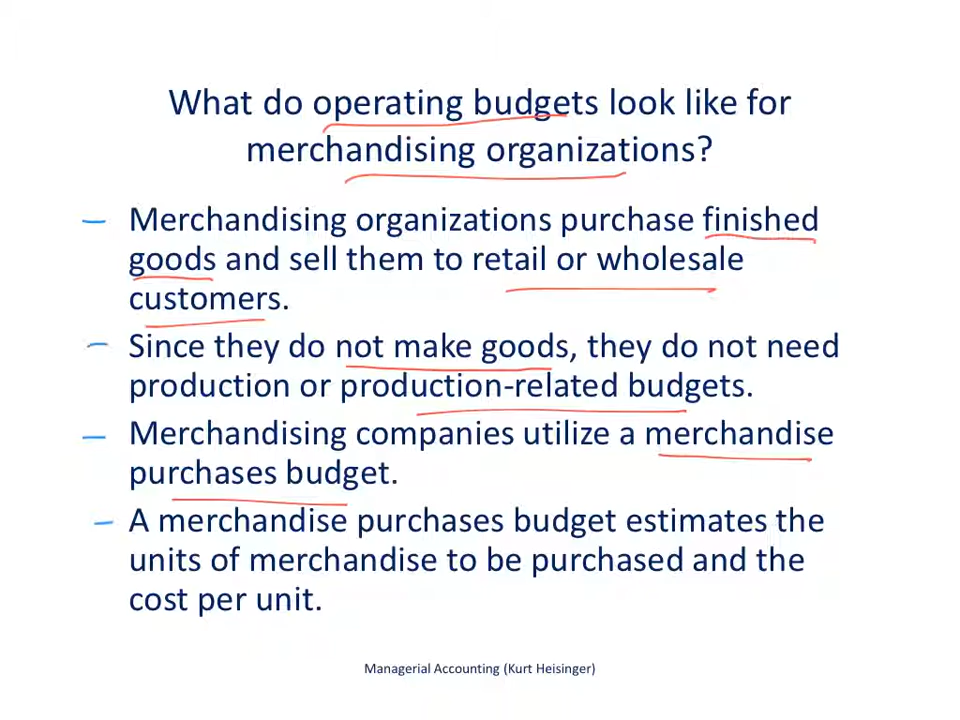 What do operating budgets look like for
merchandising organizations?
Merchandising organizations purchase finished
goods and sell them to retail or wholesale
customers.
Since they do not make goods, they do not need
production or production-related budgets.
Merchandising companies utilize a merchandise
purchases budget.
A merchandise purchases budget estimates the
units of merchandise to be purchased and the
cost per unit.
Managerial Accounting (Kurt Heisinger)